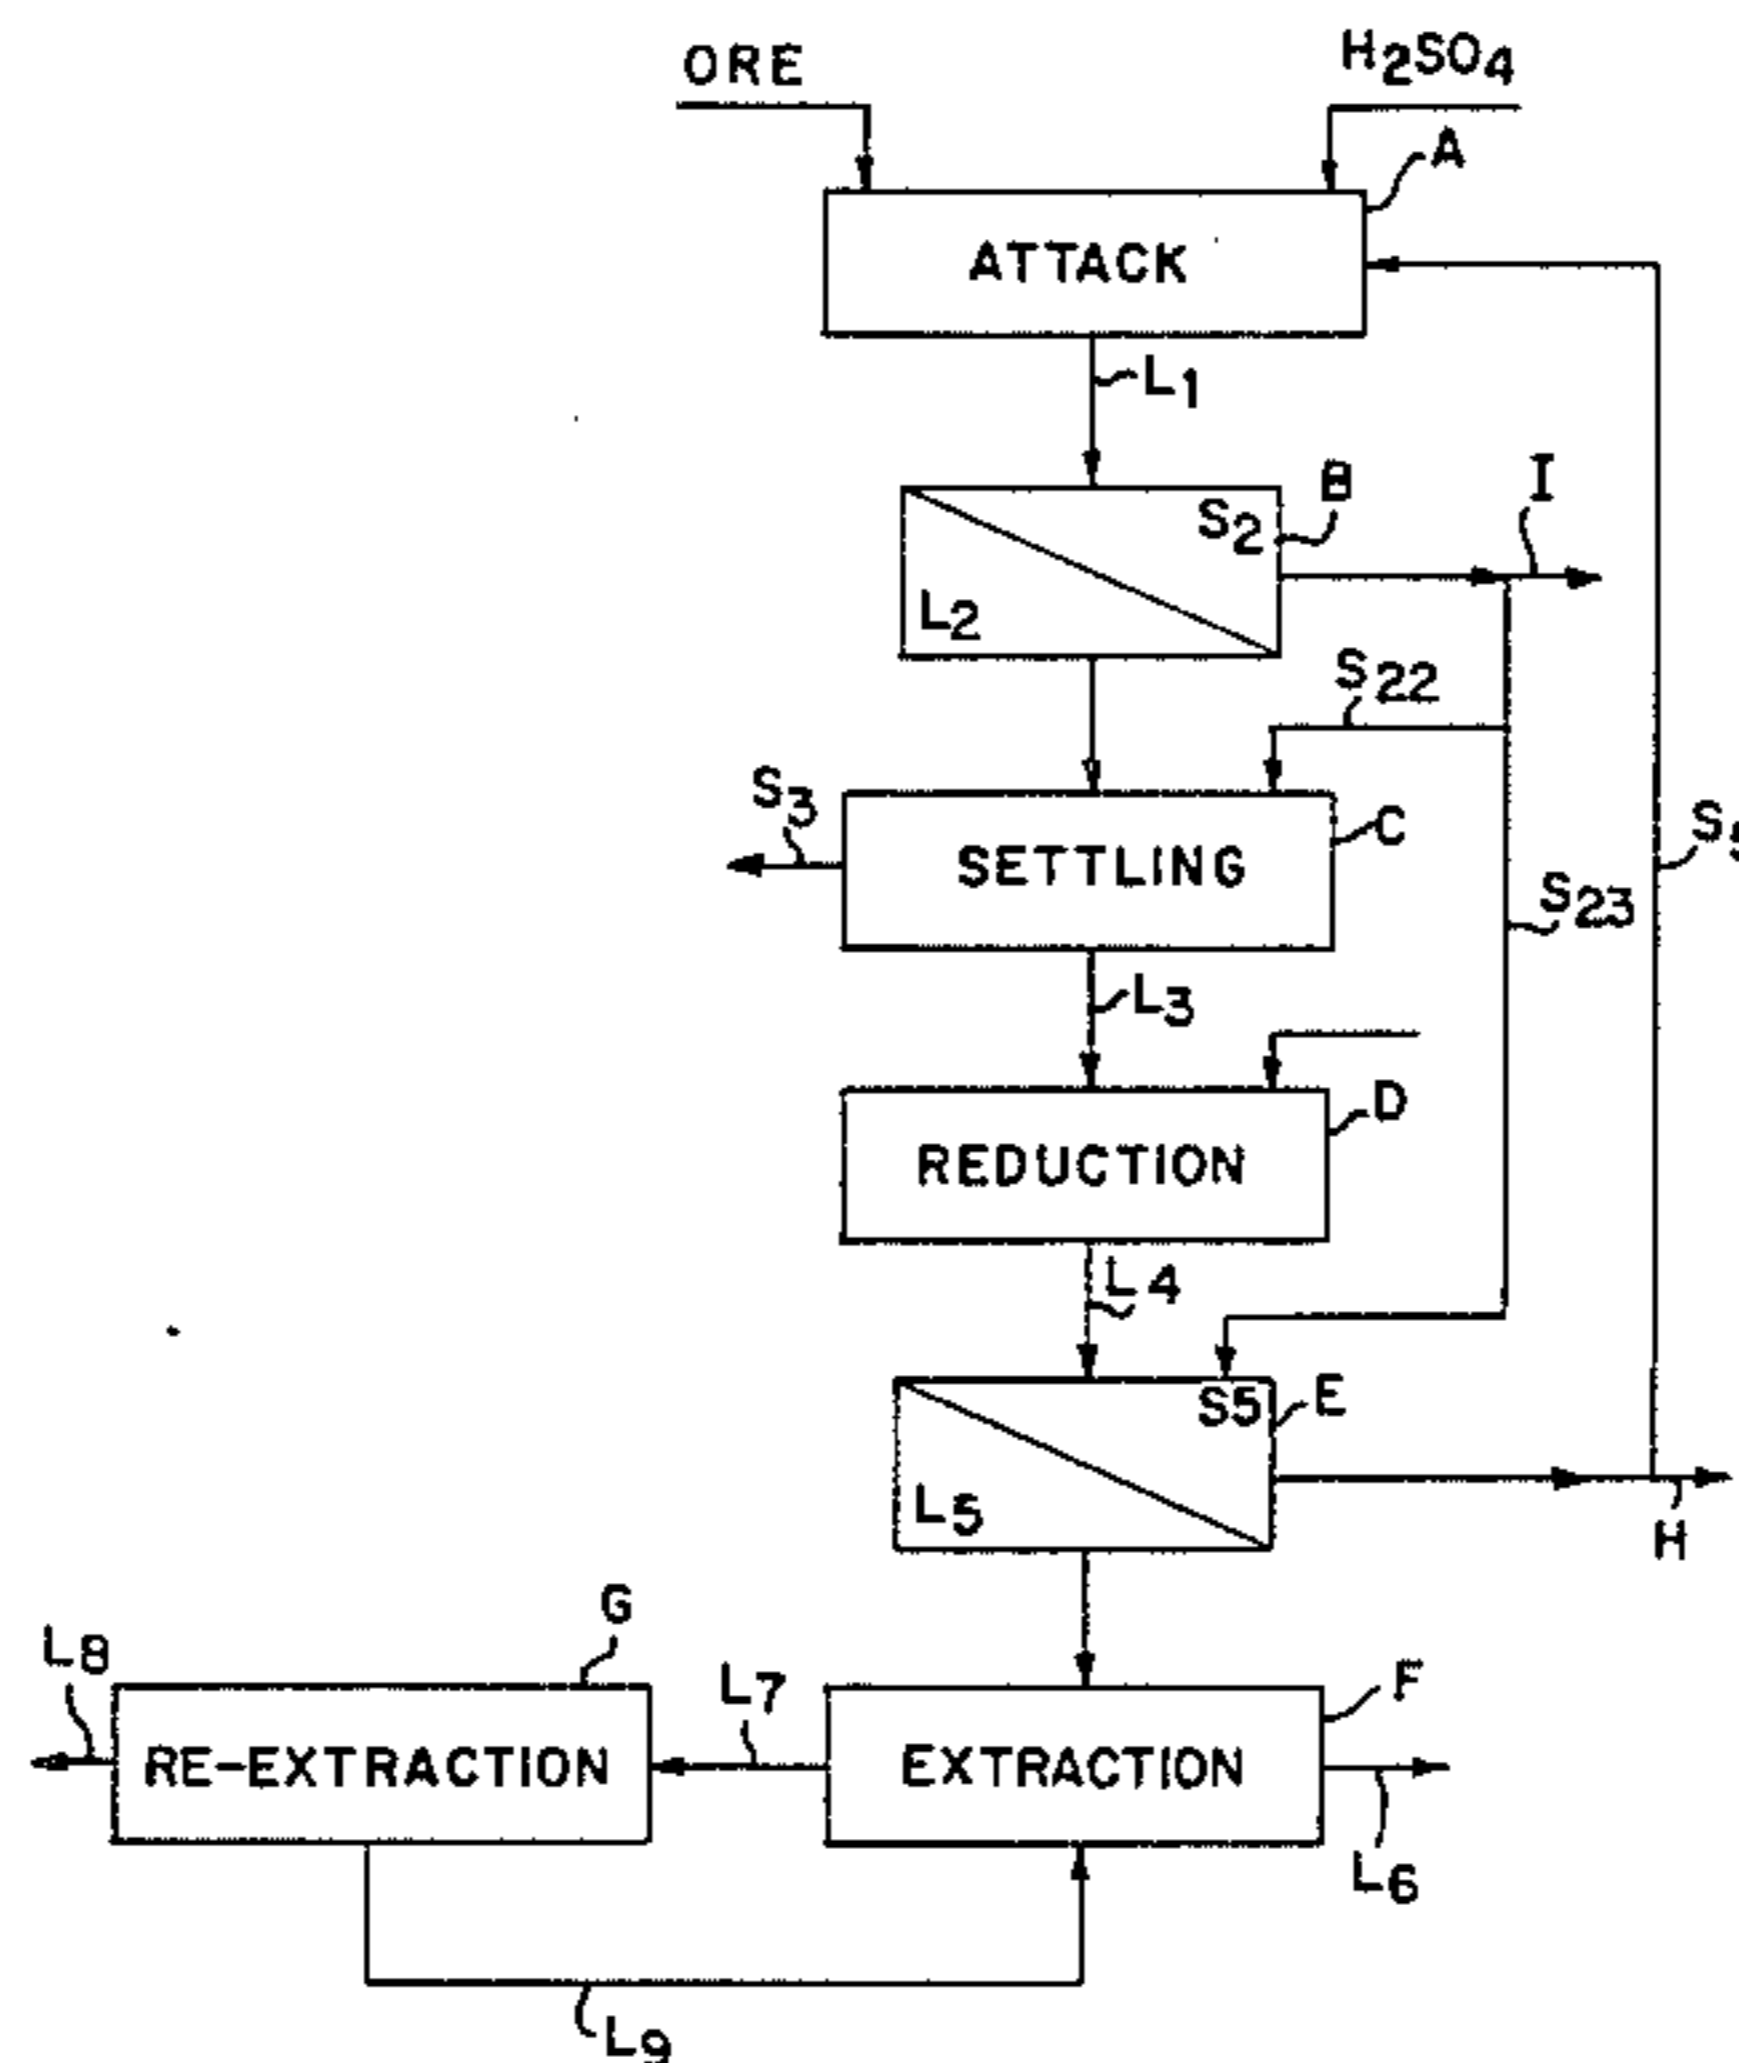 ORE
H2SO4
A
ATTACK
L1
B
I
S2
L2
S22
S3
C
S
SETTLING
S23
L3
D
REDUCTION
L4
S5
E
L5
H
G
L8
L7
F
RE-EXTRACTION
EXTRACTION
L6
L9